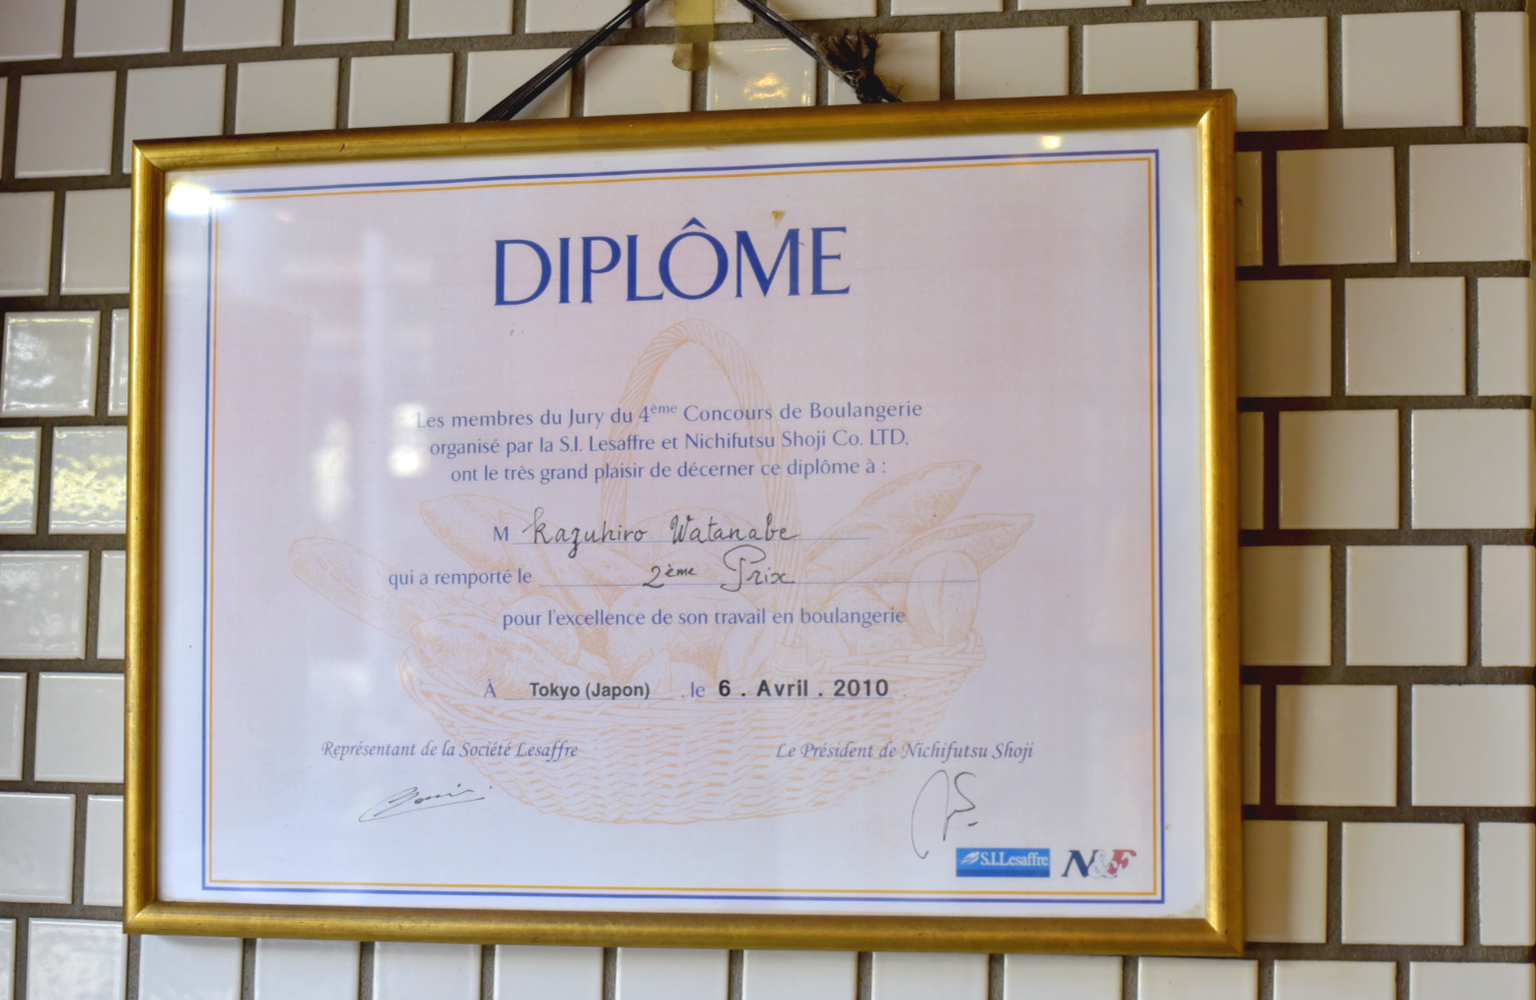 DIPLÔME
Les membres du Jury du 4ème Concours de Boulangerie
organisé par la S.I. Lesaffre et Nichifutsu Shoji Co. LTD,
ont le très grand plaisir de décerner ce diplôme à :
M Kazuhiro Watanabe
qui a remporté le 2ème Prix
pour l'excellence de son travail en boulangerie
À Tokyo (Japon) , le 6 . Avril . 2010 .
Représentant de la Société Lesaffre Le Président de Nichifutsu Shoji
S.I.Lesaffre N&F